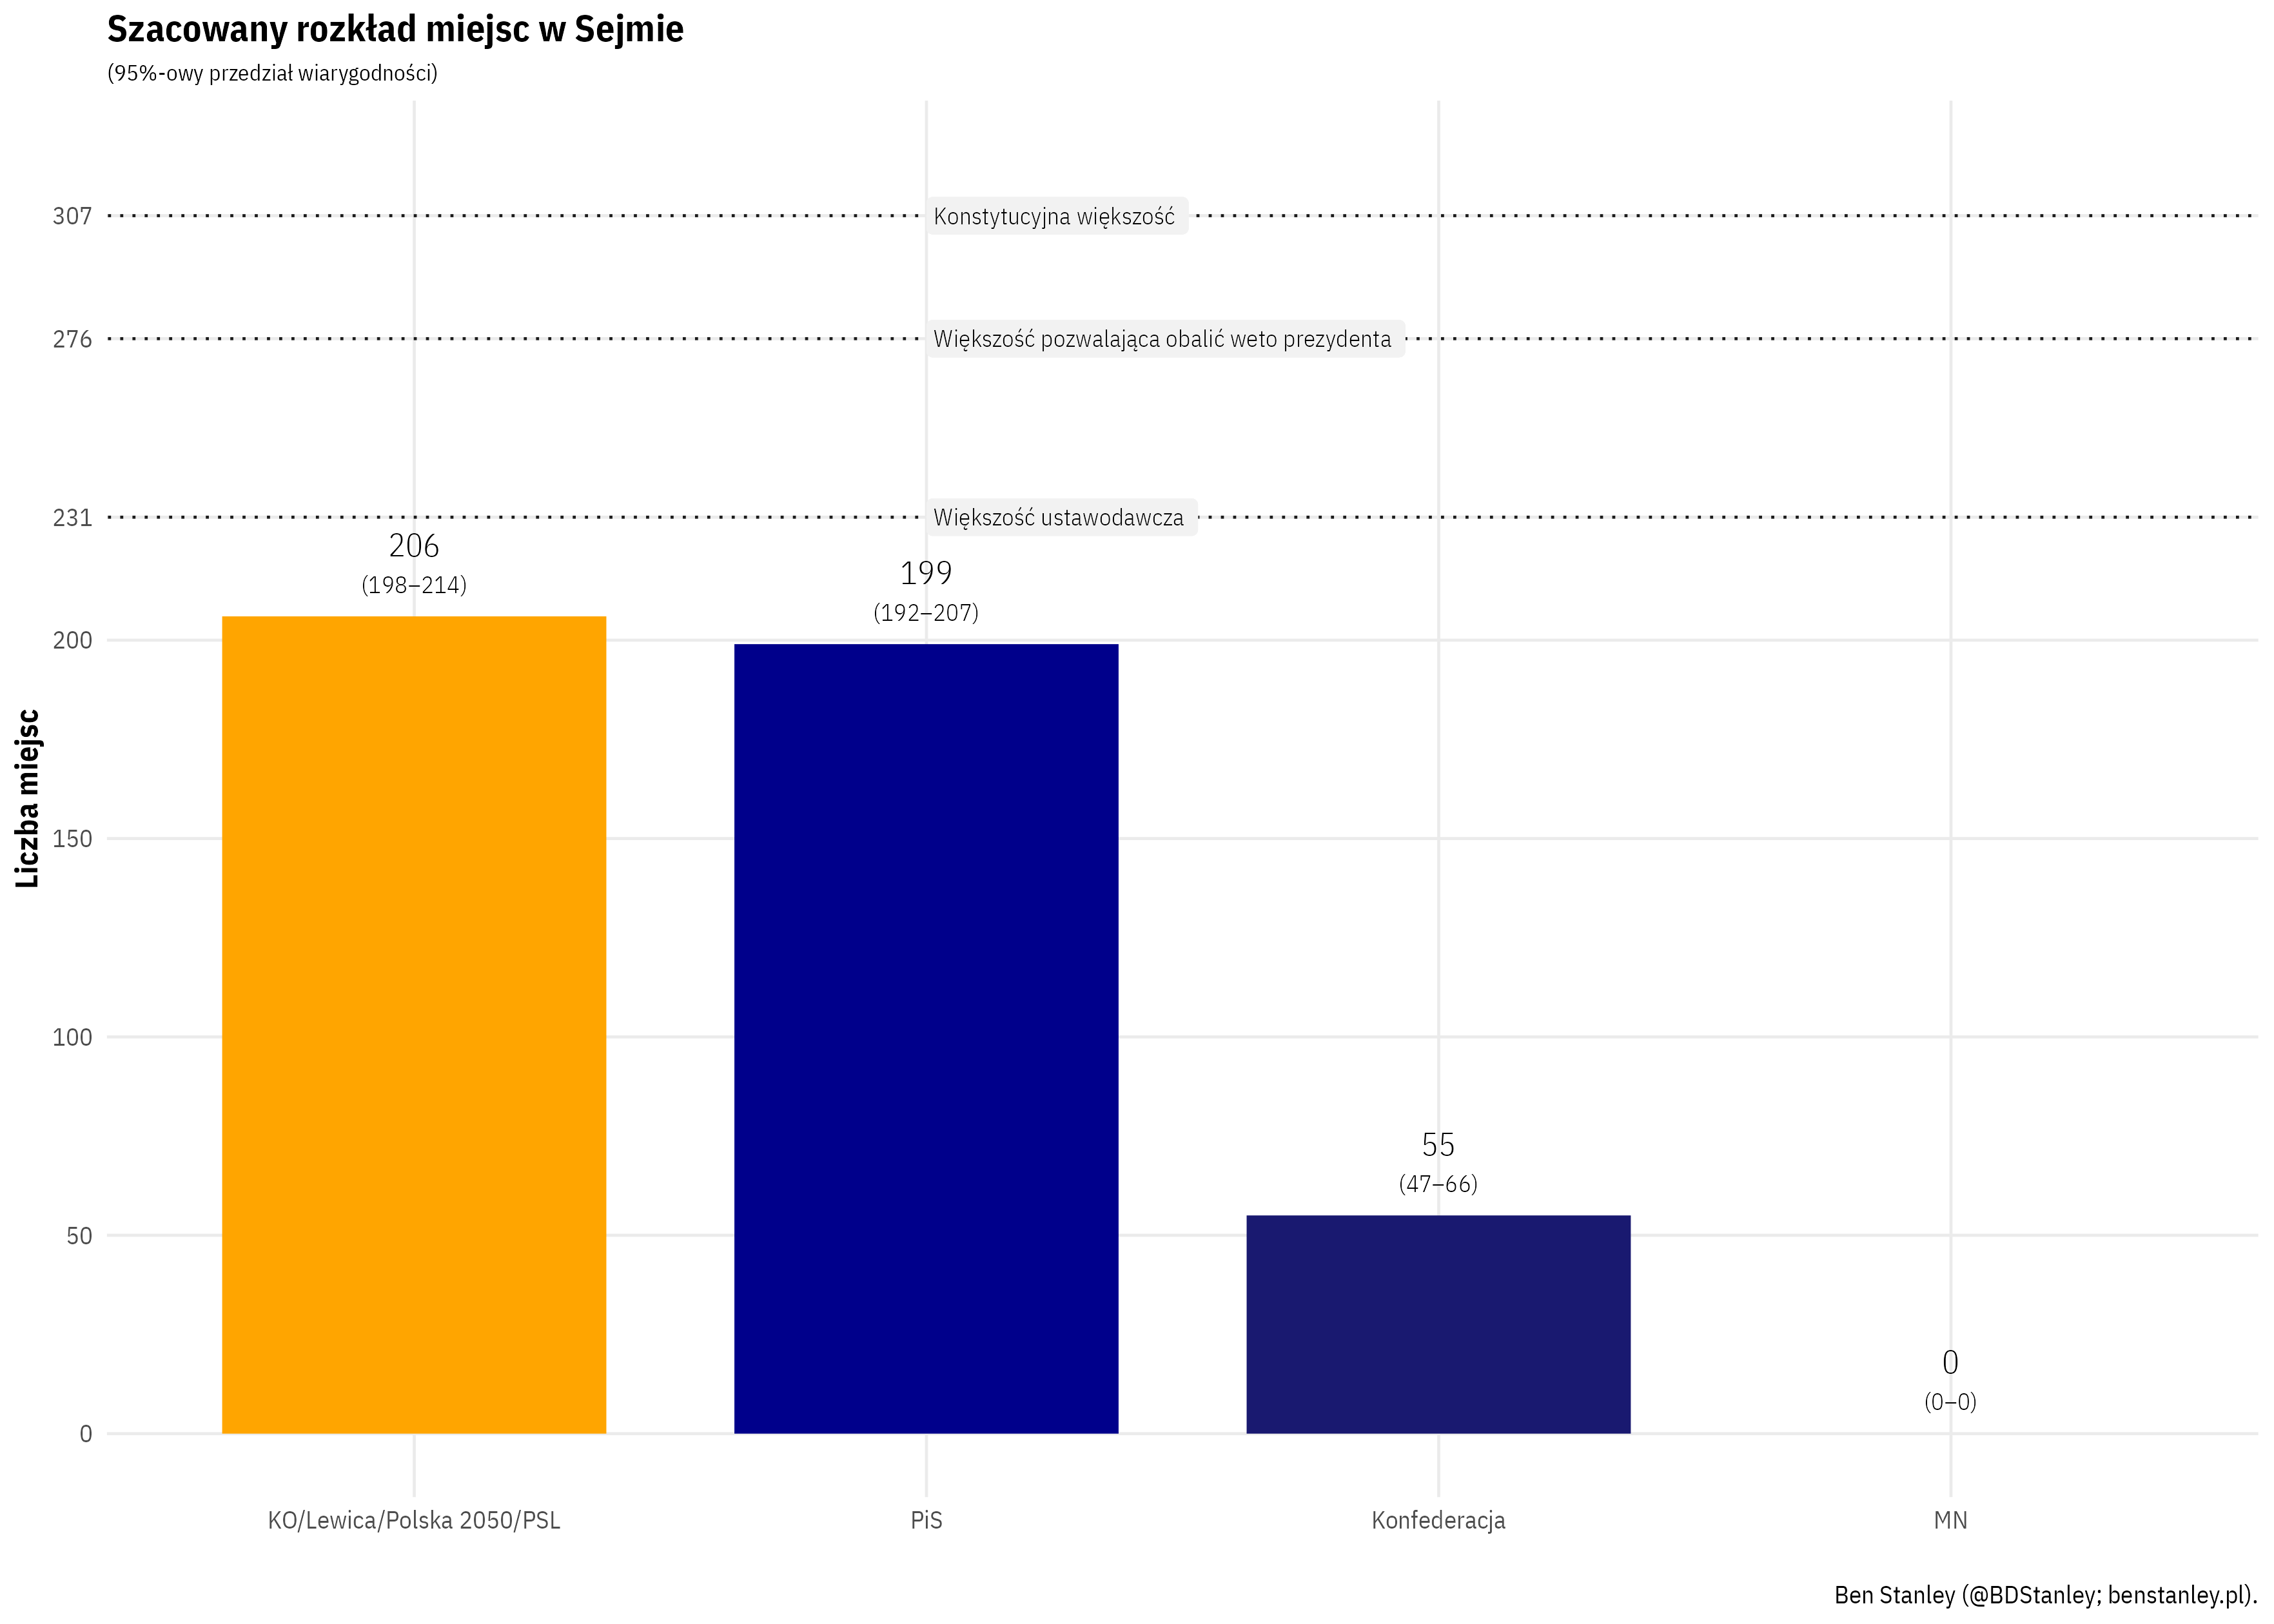 Szacowany rozkład miejsc w Sejmie
(95%-owy przedział wiarygodności)
307
Konstytucyjna większość
276
Większość pozwalająca obalić weto prezydenta
231
Większość ustawodawcza
206
(198–214)
199
(192–207)
200
Liczba miejsc
150
100
55
(47–66)
50
0
(0–0)
0
KO/Lewica/Polska 2050/PSL
PiS
Konfederacja
MN
Ben Stanley (@BDStanley; benstanley.pl).